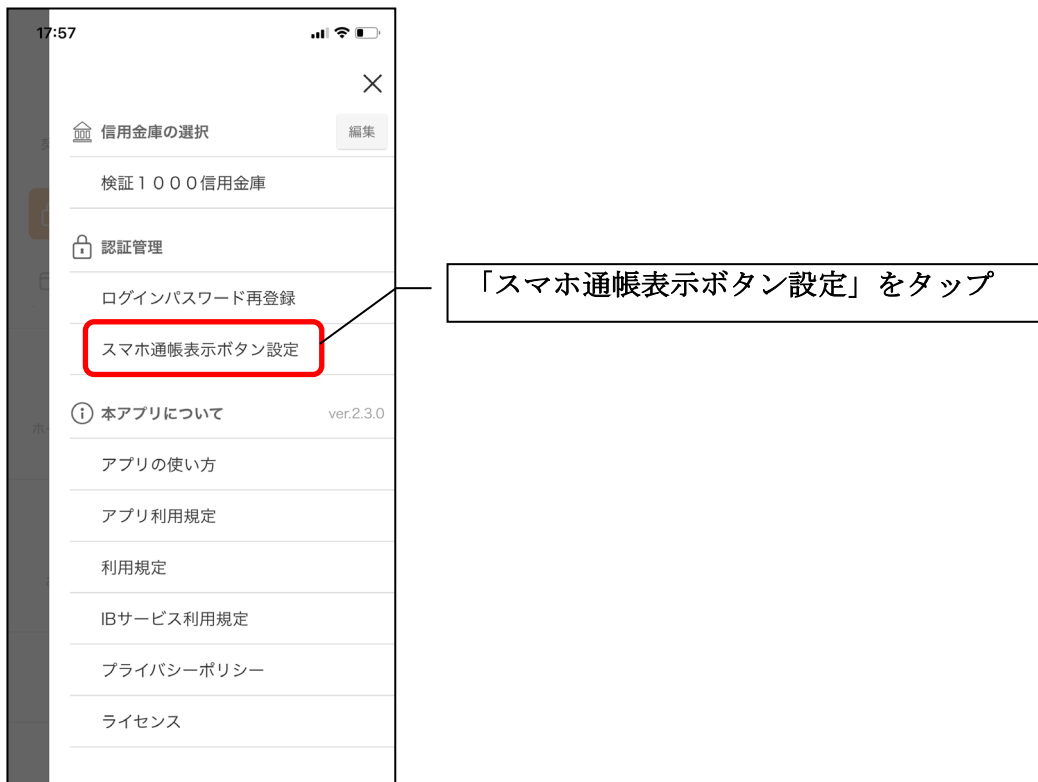 17:57
信用金庫の選択 編集
検証１０００信用金庫
認証管理
ログインパスワード再登録
スマホ通帳表示ボタン設定
「スマホ通帳表示ボタン設定」をタップ
本アプリについて ver.2.3.0
アプリの使い方
アプリ利用規定
利用規定
IBサービス利用規定
プライバシーポリシー
ライセンス